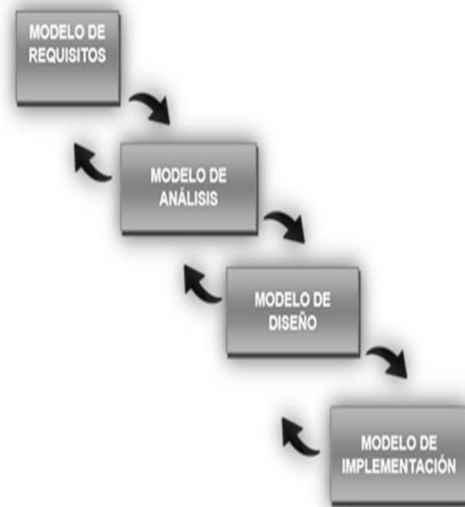 MODELO DE
REQUISITOS
MODELO DE
ANÁLISIS
MODELO DE
DISEÑO
MODELO DE
IMPLEMENTACIÓN